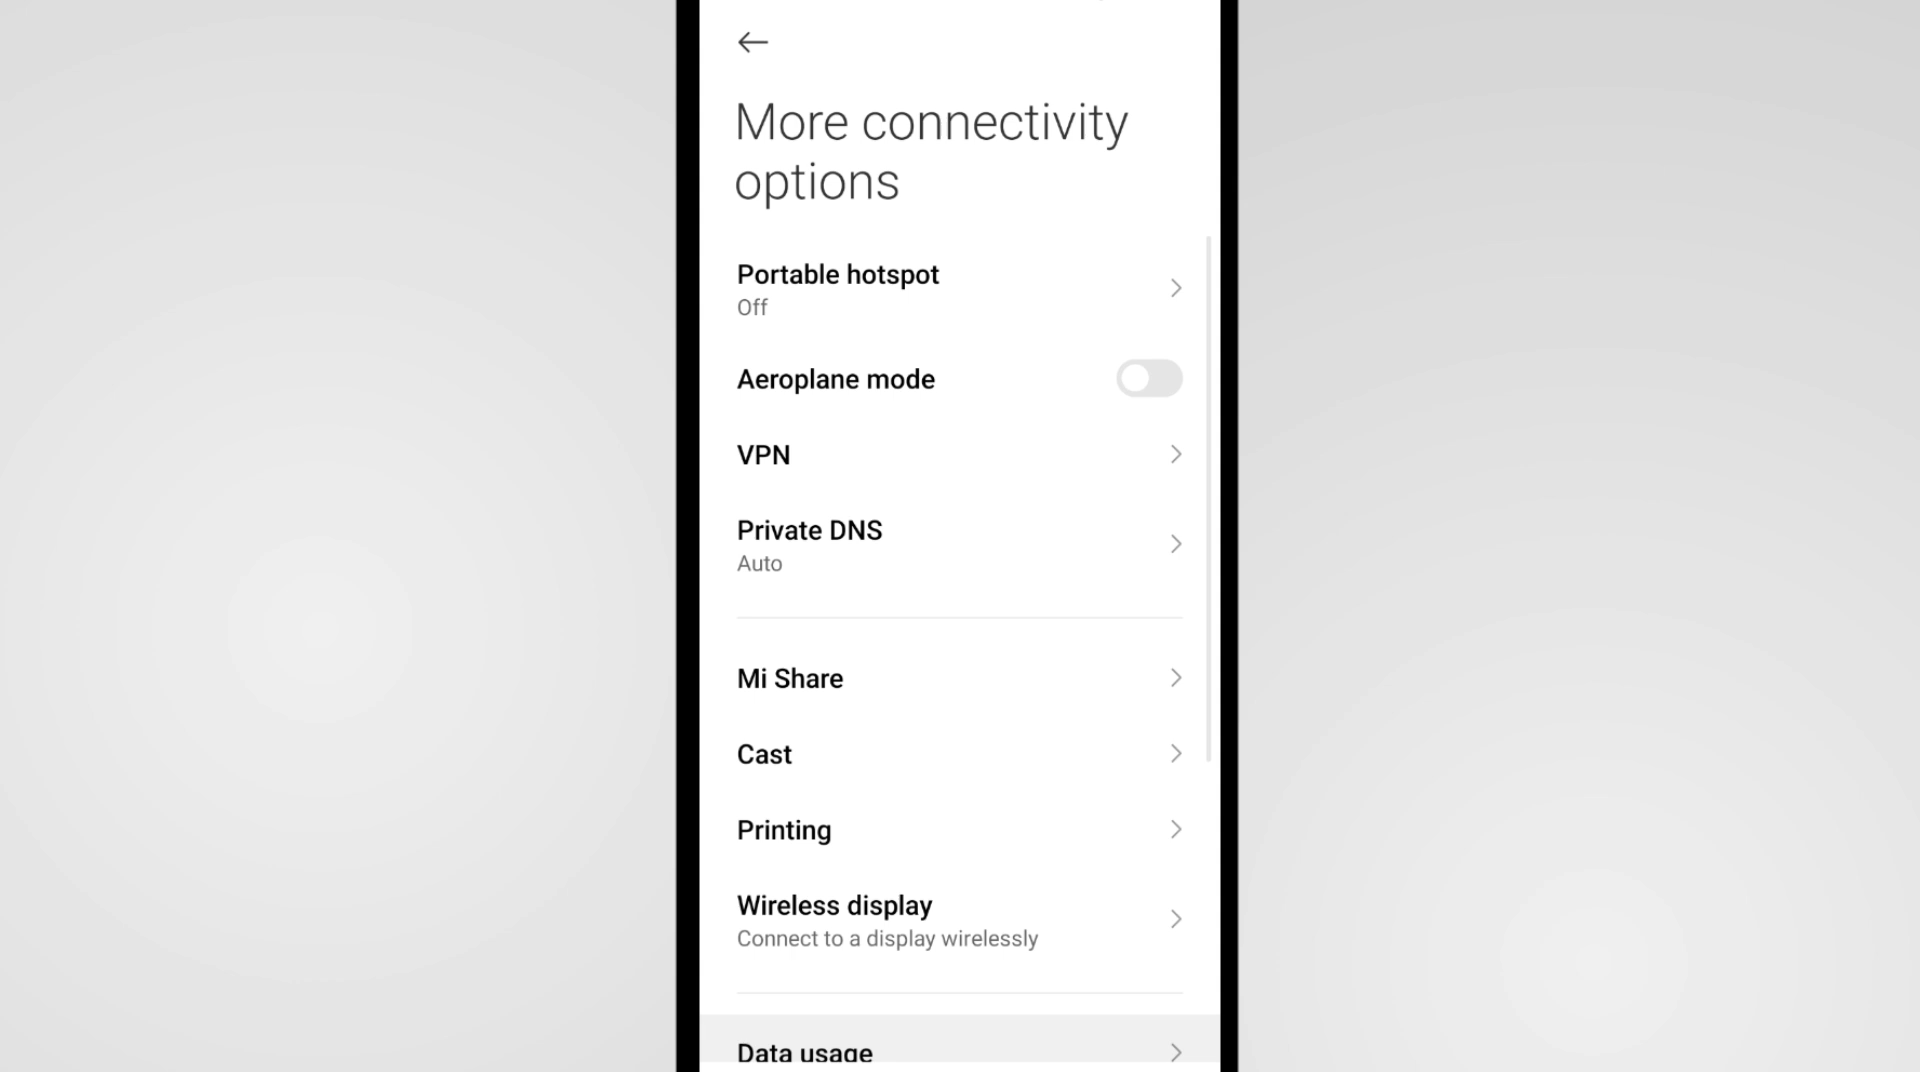 More connectivity
options
Portable hotspot
Off
Aeroplane mode
VPN
Private DNS
Auto
Mi Share
Cast
Printing
Wireless display
Connect to a display wirelessly
Data usage